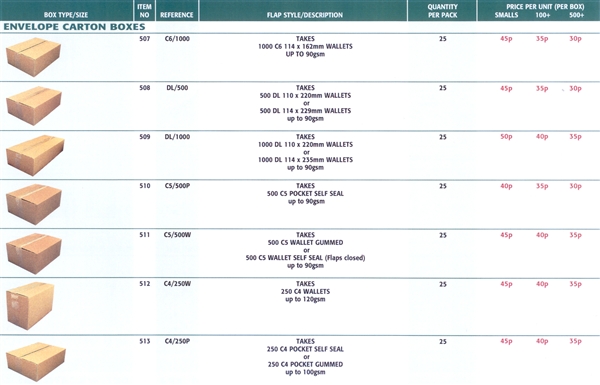 BOX TYPE/SIZE ITEM NO REFERENCE FLAP STYLE/DESCRIPTION QUANTITY PER PACK PRICE PER UNIT (PER BOX) SMALLS 100+ 500+
ENVELOPE CARTON BOXES
507 C6/1000 TAKES 25 45p 35p 30p
1000 C6 114 x 162mm WALLETS
UP TO 90gsm
508 DL/500 TAKES 25 45p 35p 30p
500 DL 110 x 220mm WALLETS
or
500 DL 114 x 229mm WALLETS
up to 90gsm
509 DL/1000 TAKES 25 50p 40p 35p
1000 DL 110 x 220mm WALLETS
or
1000 DL 114 x 235mm WALLETS
up to 90gsm
510 C5/500P TAKES 25 40p 35p 30p
500 C5 POCKET SELF SEAL
up to 90gsm
511 C5/500W TAKES 25 45p 40p 35p
500 C5 WALLET GUMMED
or
500 C5 WALLET SELF SEAL (Flaps closed)
up to 90gsm
512 C4/250W TAKES 25 45p 40p 35p
250 C4 WALLETS
up to 120gsm
513 C4/250P TAKES 25 45p 40p 35p
250 C4 POCKET SELF SEAL
or
250 C4 POCKET GUMMED
up to 100gsm